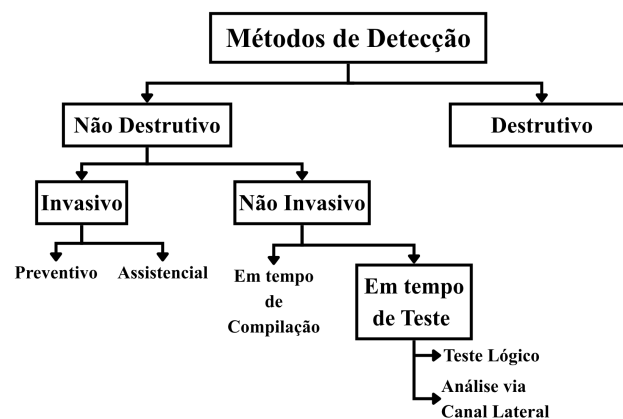 Métodos de Detecção
Não Destrutivo
Destrutivo
Invasivo
Não Invasivo
Preventivo
Assistencial
Em tempo
de
Compilação
Em tempo
de Teste
Teste Lógico
Análise via
Canal Lateral